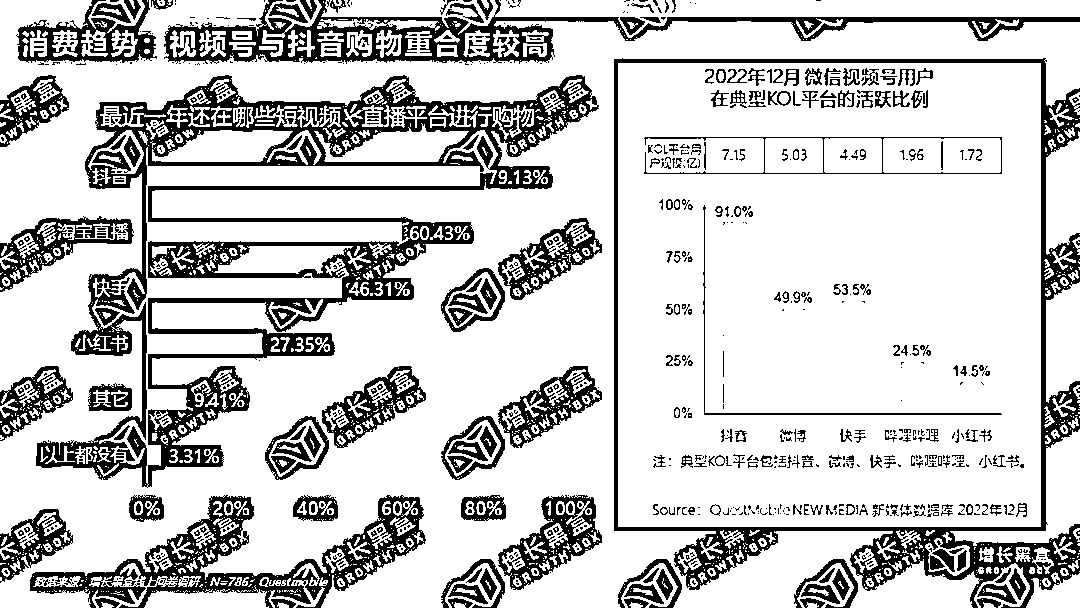 消费趋势：视频号与抖音购物重合度较高
最近一年还在哪些短视频／直播平台进行购物
抖音 79.13%
淘宝直播 60.43%
快手 46.31%
小红书 27.35%
其它 9.41%
以上都没有 3.31%
0% 20% 40% 60% 80% 100%
数据来源：增长黑盒线上问卷调研，N=786；Questmobile
2022年12月 微信视频号用户
在典型KOL平台的活跃比例
KOL平台用户规模(亿) 7.15 5.03 4.49 1.96 1.72
100%
75%
50%
25%
0%
91.0% 49.9% 53.5% 24.5% 14.5%
抖音 微博 快手 哔哩哔哩 小红书
注：典型KOL平台包括抖音、微博、快手、哔哩哔哩、小红书。
Source：QuestMobile NEW MEDIA 新媒体数据库 2022年12月
增长黑盒
GROWTH BOX